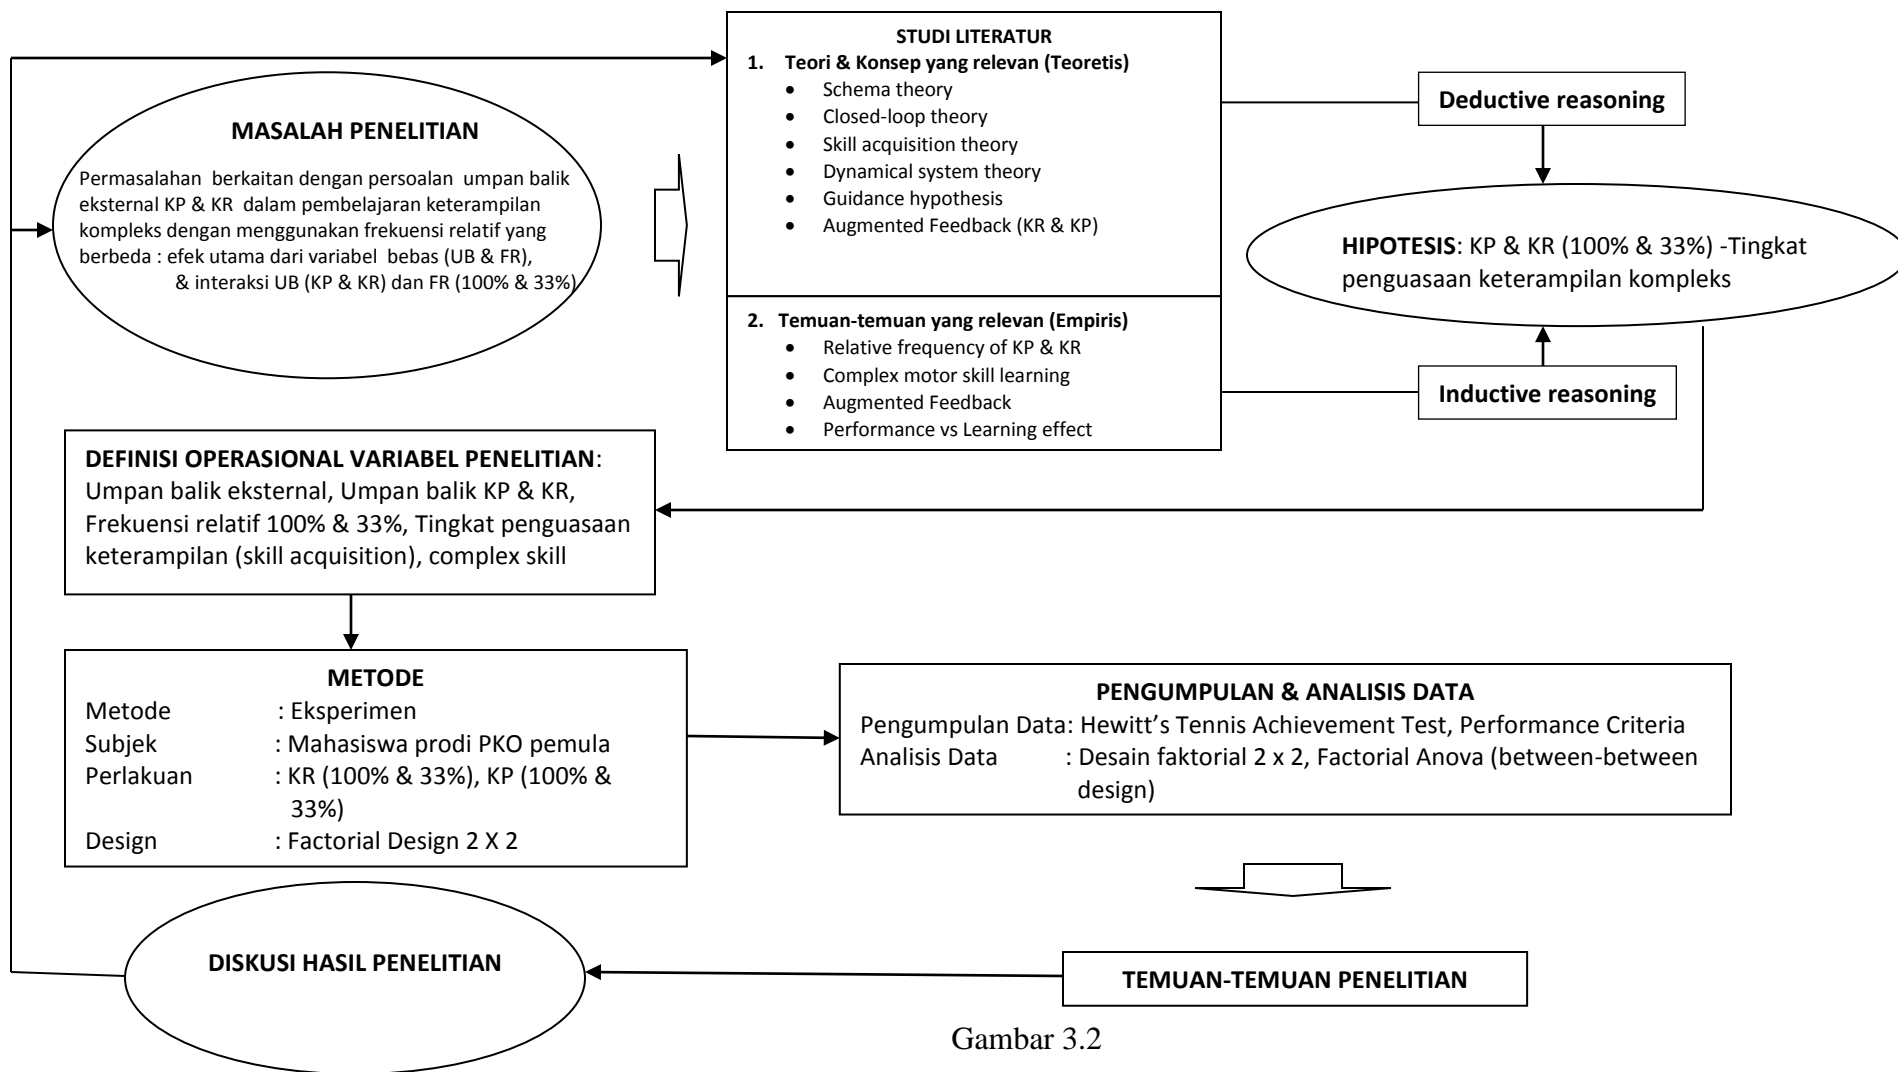 STUDI LITERATUR
1. Teori & Konsep yang relevan (Teoretis)
• Schema theory
• Closed-loop theory
• Skill acquisition theory
• Dynamical system theory
• Guidance hypothesis
• Augmented Feedback (KR & KP)
2. Temuan-temuan yang relevan (Empiris)
• Relative frequency of KP & KR
• Complex motor skill learning
• Augmented Feedback
• Performance vs Learning effect
MASALAH PENELITIAN
Permasalahan berkaitan dengan persoalan umpan balik
eksternal KP & KR dalam pembelajaran keterampilan
kompleks dengan menggunakan frekuensi relatif yang
berbeda : efek utama dari variabel bebas (UB & FR),
& interaksi UB (KP & KR) dan FR (100% & 33%)
Deductive reasoning
HIPOTESIS: KP & KR (100% & 33%) -Tingkat
penguasaan keterampilan kompleks
Inductive reasoning
DEFINISI OPERASIONAL VARIABEL PENELITIAN:
Umpan balik eksternal, Umpan balik KP & KR,
Frekuensi relatif 100% & 33%, Tingkat penguasaan
keterampilan (skill acquisition), complex skill
METODE
Metode : Eksperimen
Subjek : Mahasiswa prodi PKO pemula
Perlakuan : KR (100% & 33%), KP (100% &
33%)
Design : Factorial Design 2 X 2
PENGUMPULAN & ANALISIS DATA
Pengumpulan Data: Hewitt's Tennis Achievement Test, Performance Criteria
Analisis Data : Desain faktorial 2 x 2, Factorial Anova (between-between
design)
DISKUSI HASIL PENELITIAN
TEMUAN-TEMUAN PENELITIAN
Gambar 3.2